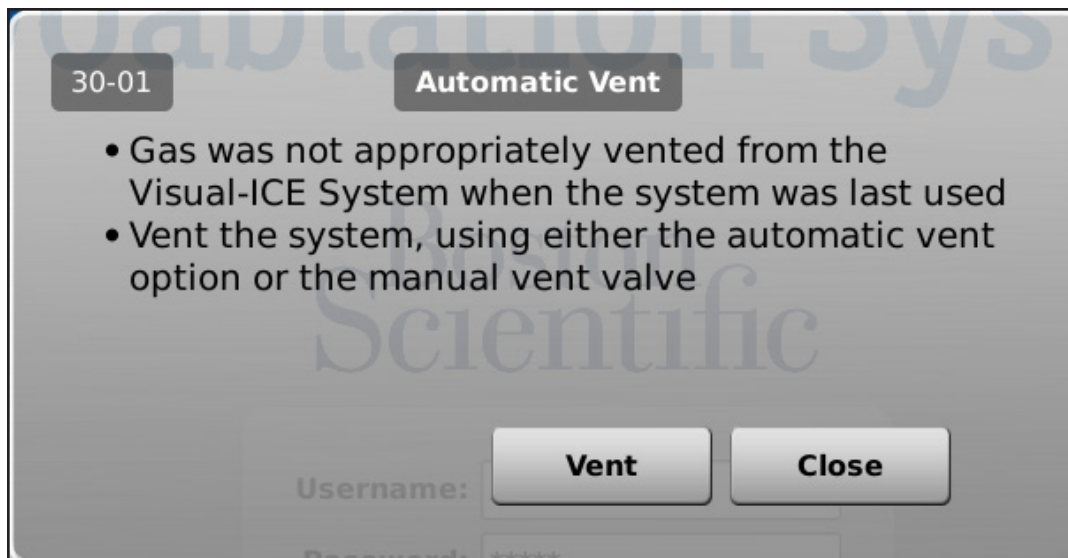 oablation Sys
30-01
Automatic Vent
• Gas was not appropriately vented from the
Visual-ICE System when the system was last used
• Vent the system, using either the automatic vent
option or the manual vent valve
Boston
Scientific
Vent
Close
Username:
Password: *****